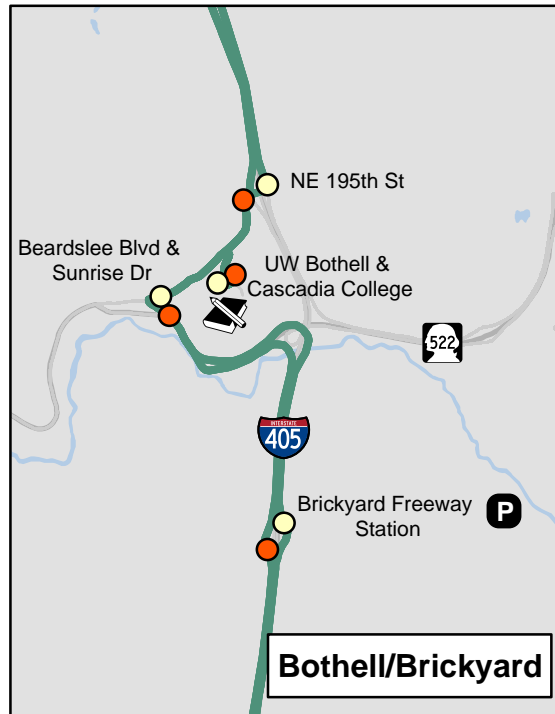 NE 195th St
Beardslee Blvd &
Sunrise Dr
UW Bothell &
Cascadia College
522
INTERSTATE
405
Brickyard Freeway
Station
P
Bothell/Brickyard